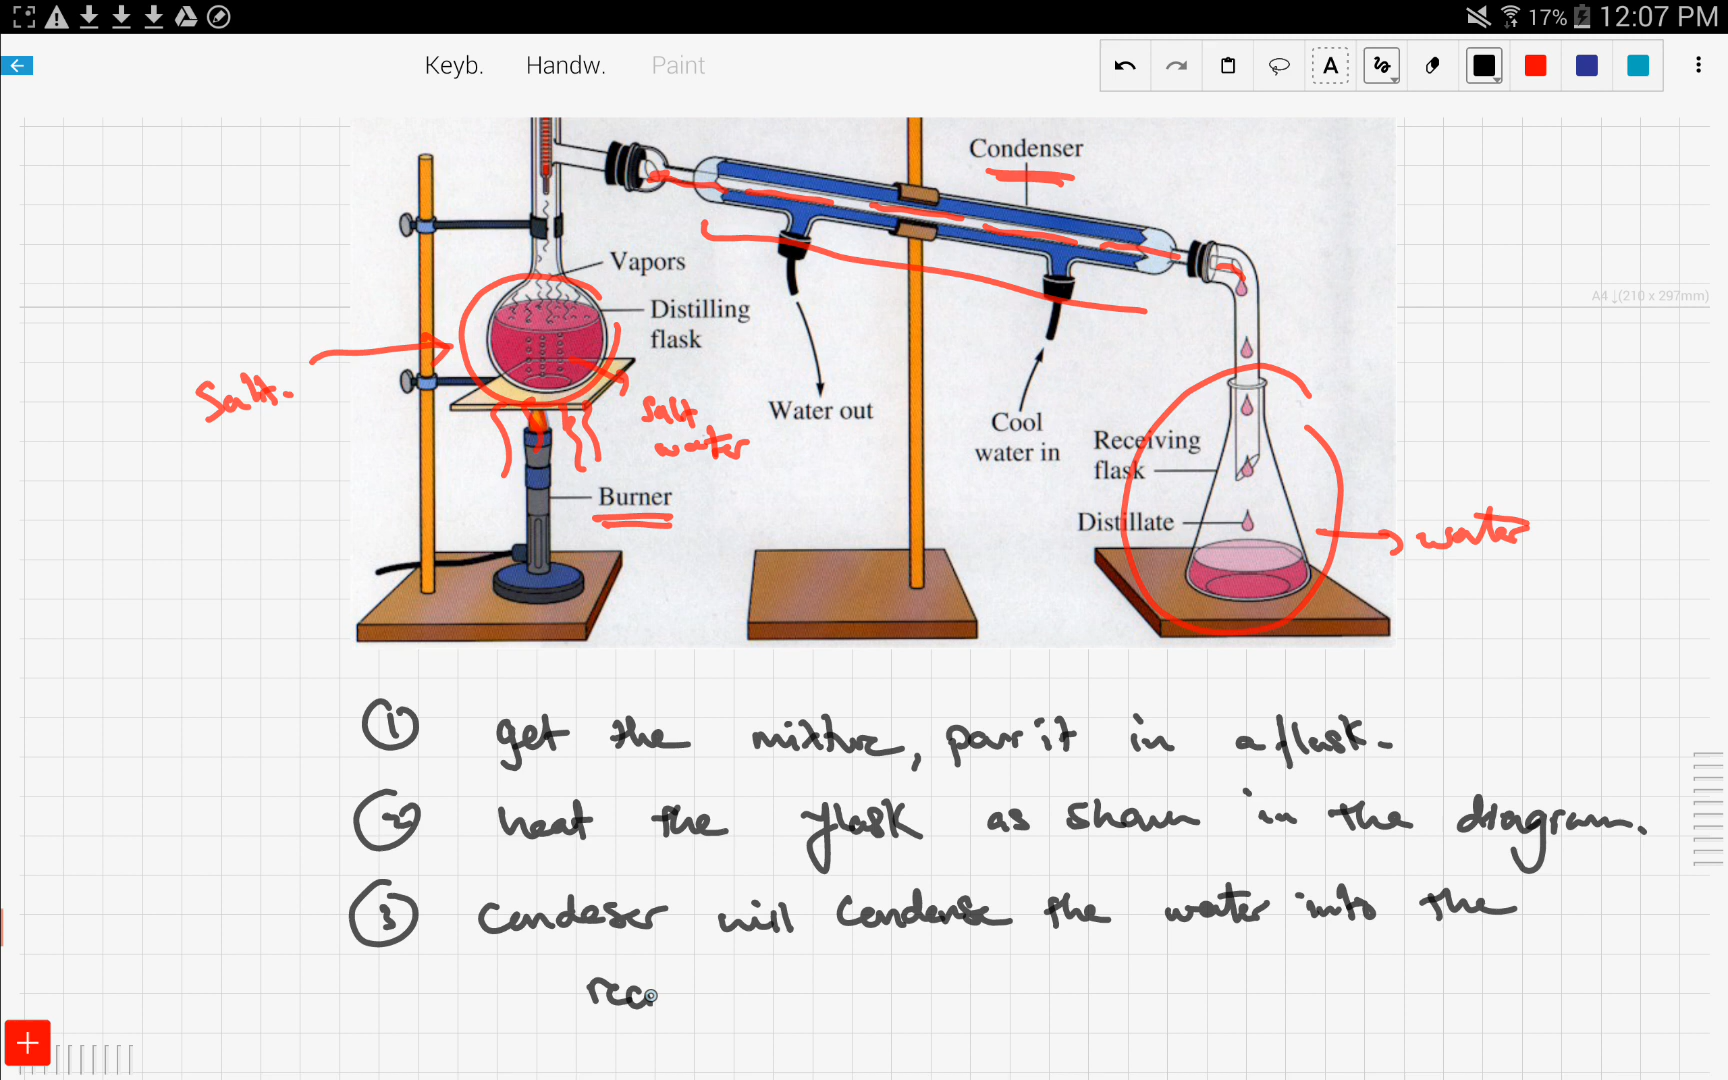 17% 12:07 PM
Keyb. Handw. Paint A
A4 ↓(210 x 297mm)
Condenser
Vapors
Distilling
flask
Salt.
Salt
water
Water out
Cool
water in
Receiving
flask
Burner
Distillate
water
① get the mixture, pour it in a flask.
② heat the flask as shown in the diagram.
③ condeser will condense the water into the
rec